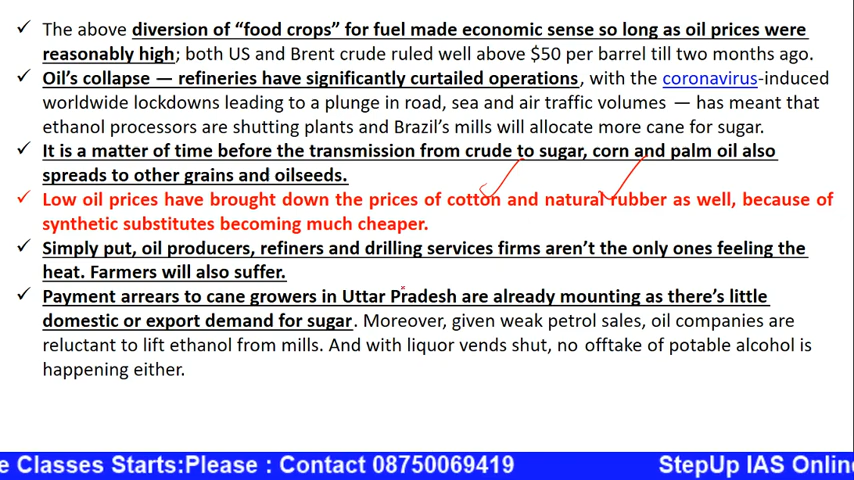 ✓ The above diversion of “food crops” for fuel made economic sense so long as oil prices were
reasonably high; both US and Brent crude ruled well above $50 per barrel till two months ago.
✓ Oil’s collapse — refineries have significantly curtailed operations, with the coronavirus-induced
worldwide lockdowns leading to a plunge in road, sea and air traffic volumes — has meant that
ethanol processors are shutting plants and Brazil’s mills will allocate more cane for sugar.
✓ It is a matter of time before the transmission from crude to sugar, corn and palm oil also
spreads to other grains and oilseeds.
✓ Low oil prices have brought down the prices of cotton and natural rubber as well, because of
synthetic substitutes becoming much cheaper.
✓ Simply put, oil producers, refiners and drilling services firms aren’t the only ones feeling the
heat. Farmers will also suffer.
✓ Payment arrears to cane growers in Uttar Pradesh are already mounting as there’s little
domestic or export demand for sugar. Moreover, given weak petrol sales, oil companies are
reluctant to lift ethanol from mills. And with liquor vends shut, no offtake of potable alcohol is
happening either.
e Classes Starts:Please : Contact 08750069419 StepUp IAS Online